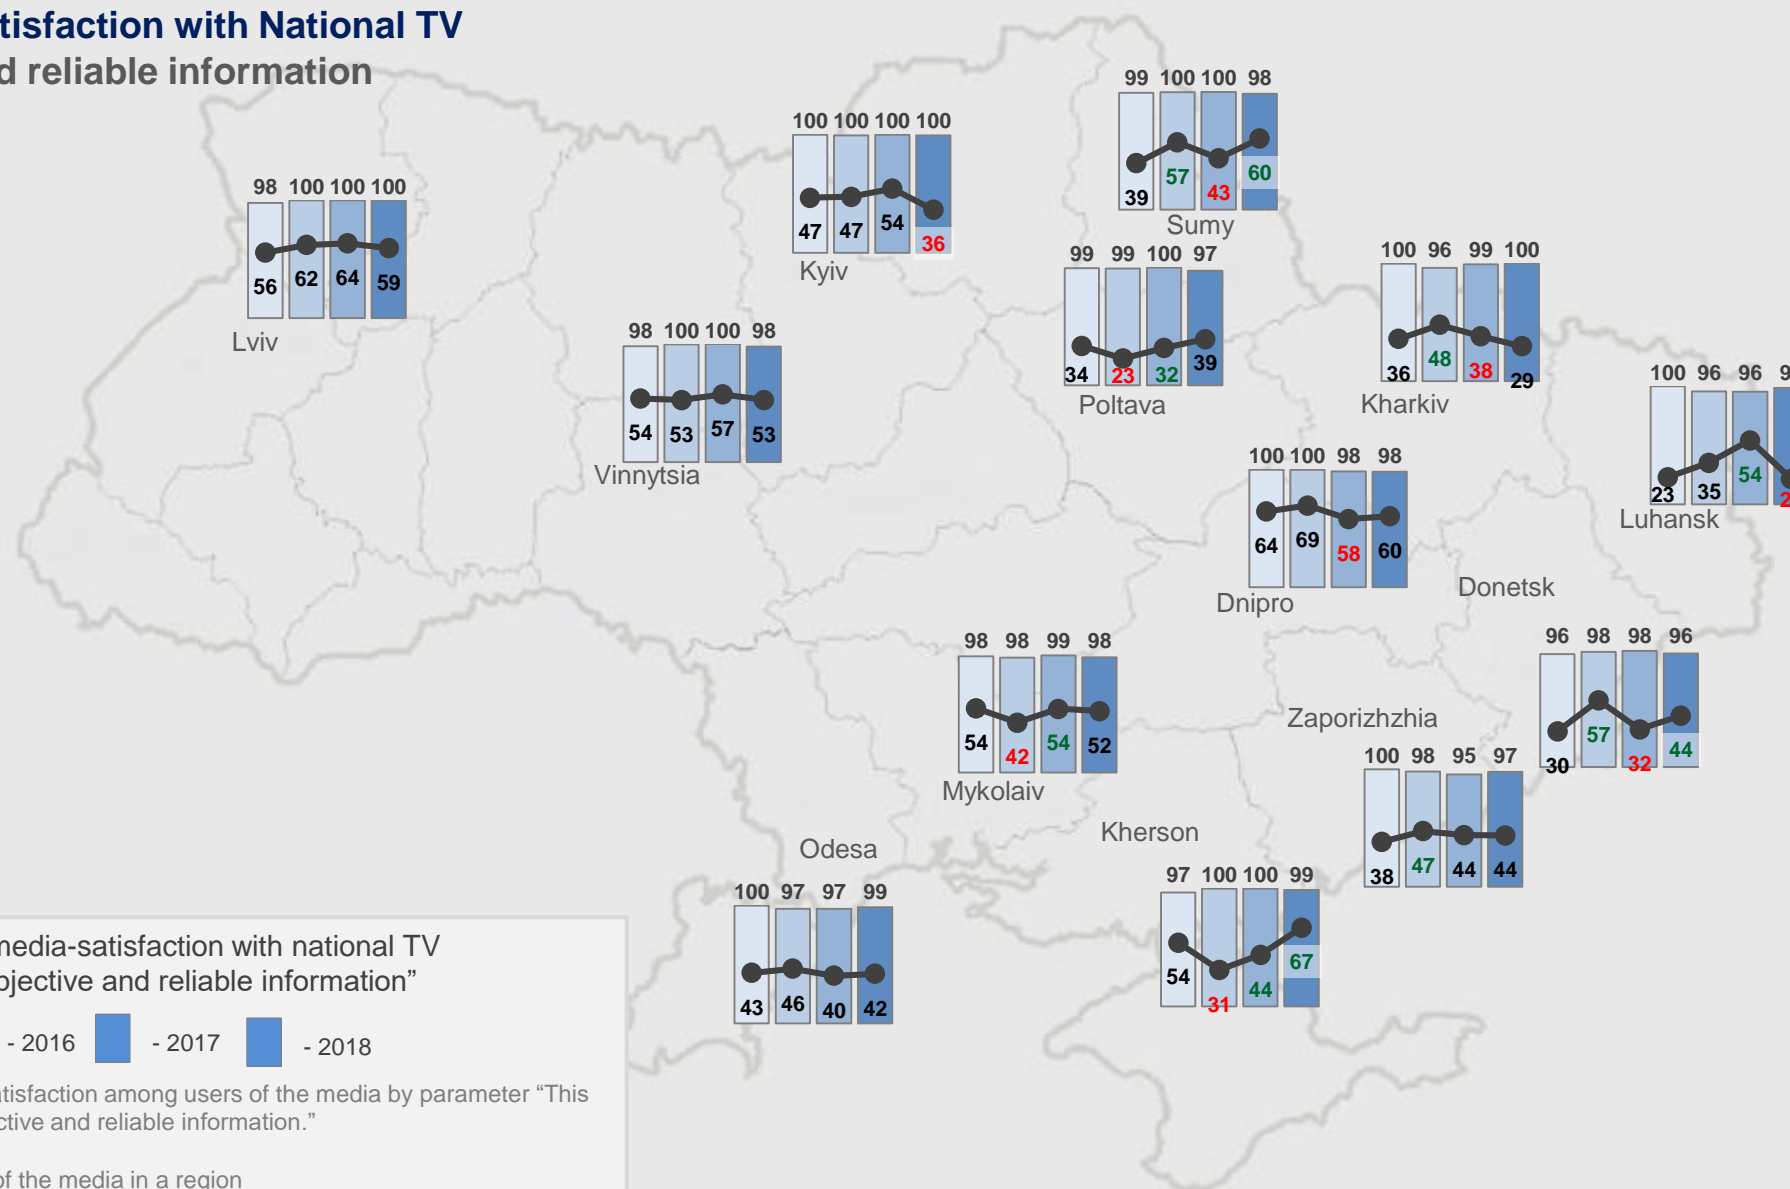 tisfaction with National TV
d reliable information
99 100 100 98
39 57 43 60
Sumy
100 100 100 100
47 47 54 36
Kyiv
98 100 100 100
56 62 64 59
Lviv
99 99 100 97
34 23 32 39
Poltava
100 96 99 100
36 48 38 29
Kharkiv
98 100 100 98
54 53 57 53
Vinnytsia
100 96 96 9
23 35 54 2
Luhansk
100 100 98 98
64 69 58 60
Dnipro
Donetsk
96 98 98 96
30 57 32 44
98 98 99 98
54 42 54 52
Mykolaiv
Zaporizhzhia
100 98 95 97
38 47 44 44
Kherson
97 100 100 99
54 31 44 67
Odesa
100 97 97 99
43 46 40 42
media-satisfaction with national TV
bjective and reliable information”
- 2016 - 2017 - 2018
atisfaction among users of the media by parameter “This
ctive and reliable information.”
of the media in a region